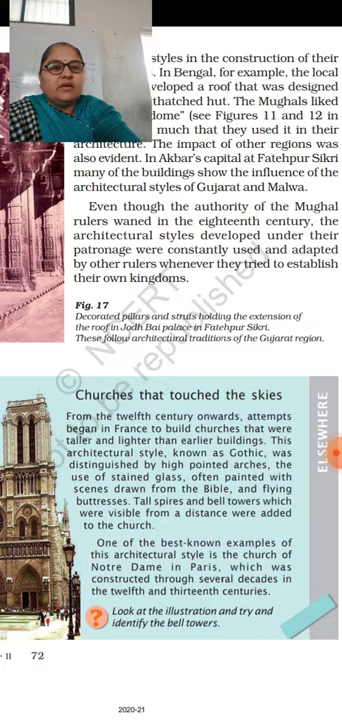 styles in the construction of their
. In Bengal, for example, the local
veloped a roof that was designed
thatched hut. The Mughals liked
dome" (see Figures 11 and 12 in
much that they used it in their
architecture. The impact of other regions was
also evident. In Akbar's capital at Fatehpur Sikri
many of the buildings show the influence of the
architectural styles of Gujarat and Malwa.
Even though the authority of the Mughal
rulers waned in the eighteenth century, the
architectural styles developed under their
patronage were constantly used and adapted
by other rulers whenever they tried to establish
their own kingdoms.
Fig. 17
Decorated pillars and struts holding the extension of
the roof in Jodh Bai palace in Fatehpur Sikri.
These follow architectural traditions of the Gujarat region.
© NCERT
not to be republished
Churches that touched the skies
From the twelfth century onwards, attempts
began in France to build churches that were
taller and lighter than earlier buildings. This
architectural style, known as Gothic, was
distinguished by high pointed arches, the
use of stained glass, often painted with
scenes drawn from the Bible, and flying
buttresses. Tall spires and bell towers which
were visible from a distance were added
to the church.
One of the best-known examples of
this architectural style is the church of
Notre Dame in Paris, which was
constructed through several decades in
the twelfth and thirteenth centuries.
? Look at the illustration and try and
identify the bell towers.
ELSEWHERE
- II 72
2020-21